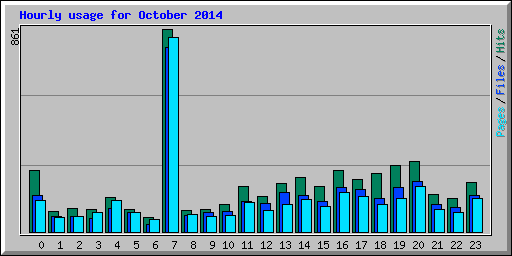 Hourly usage for October 2014
861
Pages/Files/Hits
0 1 2 3 4 5 6 7 8 9 10 11 12 13 14 15 16 17 18 19 20 21 22 23